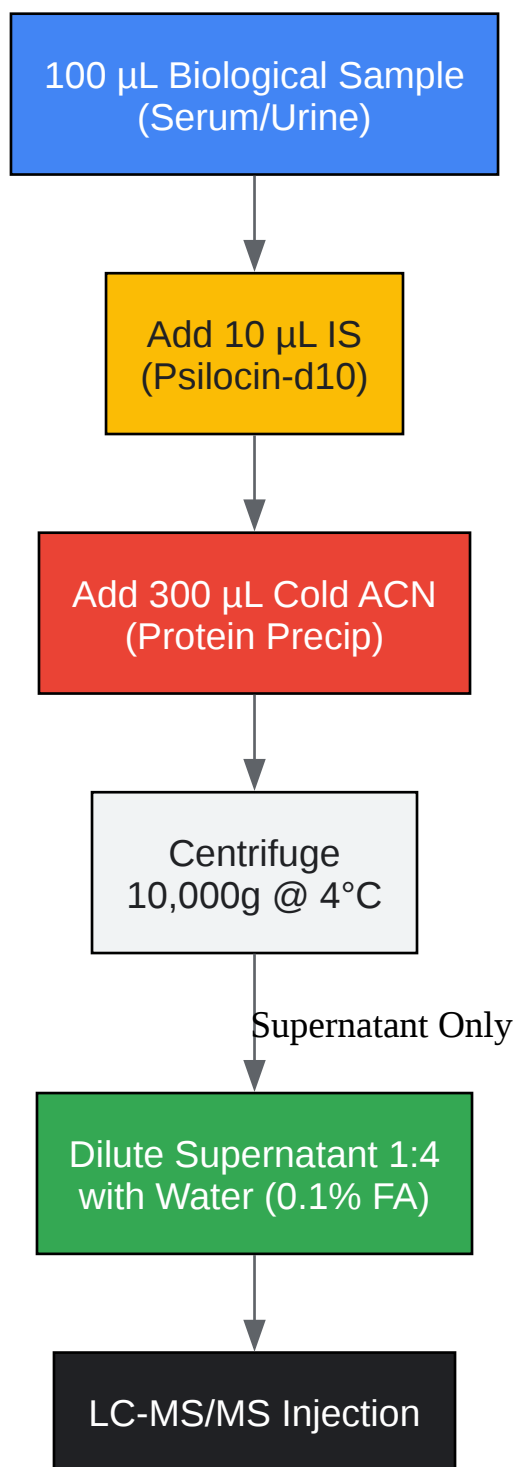 100 µL Biological Sample
(Serum/Urine)
Add 10 µL IS
(Psilocin-d10)
Add 300 µL Cold ACN
(Protein Precip)
Centrifuge
10,000g @ 4°C
Supernatant Only
Dilute Supernatant 1:4
with Water (0.1% FA)
LC-MS/MS Injection